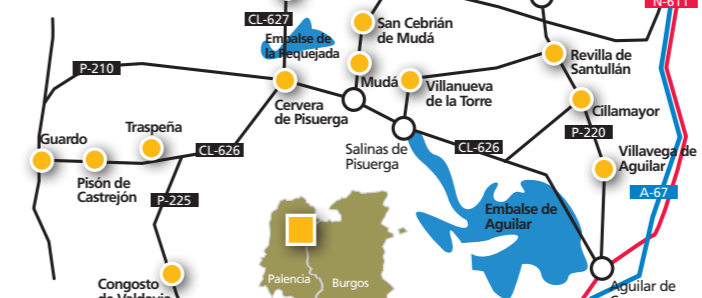 N-611
CL-627
San Cebrián
de Mudá
Embalse de
la Requejada
P-210
Revilla de
Santullán
Mudá
Villanueva
de la Torre
Cervera
de Pisuerga
Cillamayor
Guardo
Traspeña
P-220
CL-626
Salinas de
Pisuerga
CL-626
Villavega de
Aguilar
Pisón de
Castrejón
P-225
A-67
Embalse de
Aguilar
Palencia
Burgos
Congosto
de Valdavia
Aguilar de